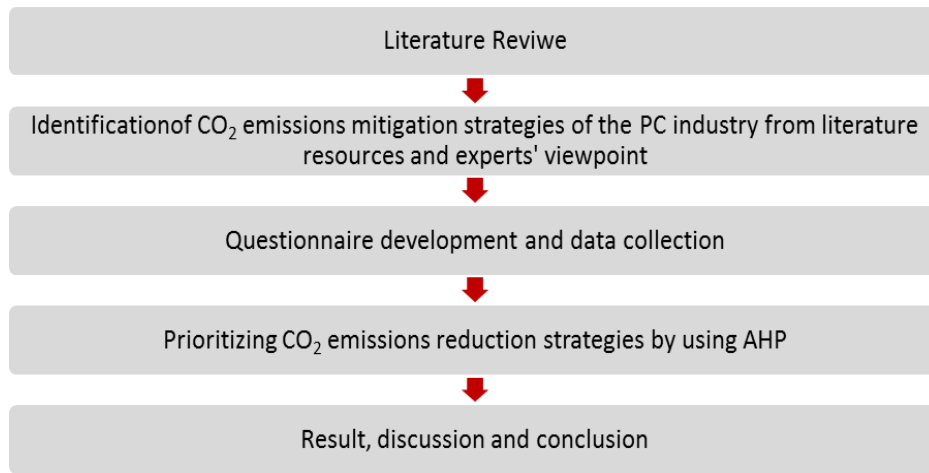 Literature Reviwe
Identificationof CO₂ emissions mitigation strategies of the PC industry from literature
resources and experts' viewpoint
Questionnaire development and data collection
Prioritizing CO₂ emissions reduction strategies by using AHP
Result, discussion and conclusion